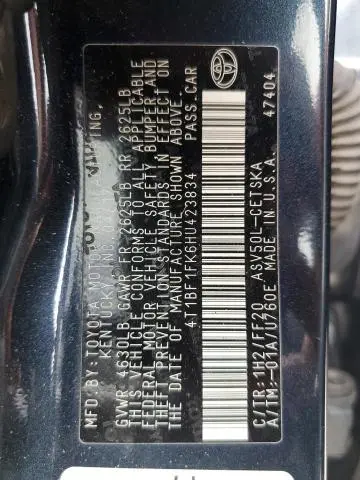 MFD. BY: TOYOTA MOTOR
KENTUCKY, INC.
GVWR 4630LB GAWR FR 2625LB RR 2625LB
THIS VEHICLE CONFORMS TO ALL APPLICABLE
FEDERAL MOTOR VEHICLE SAFETY BUMPER AND
THEFT PREVENTION STANDARDS IN EFFECT ON
THE DATE OF MANUFACTURE SHOWN ABOVE.
4T1BF1FK6HU423834 PASS.CAR
C/TR: 1H2/FF20 ASV50L-CETSKA
A/TM: -01A/U760E 47404